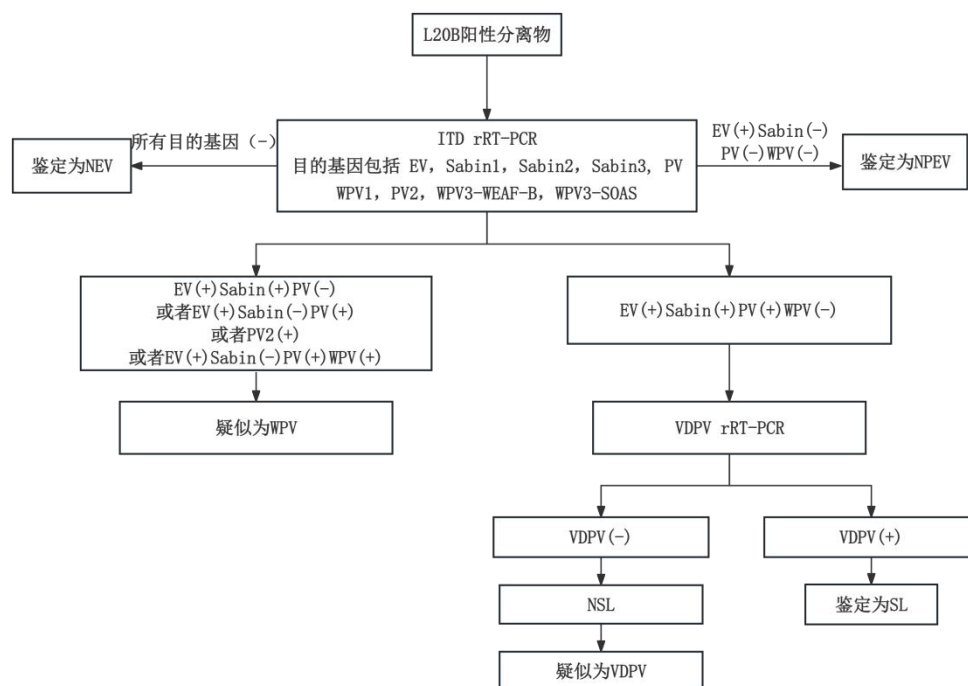 L20B阳性分离物
所有目的基因（-）
鉴定为NEV
ITD rRT-PCR
目的基因包括 EV，Sabin1，Sabin2，Sabin3，PV
WPV1，PV2，WPV3-WEAF-B，WPV3-SOAS
EV(+)Sabin(-)
PV(-)WPV(-)
鉴定为NPEV
EV(+)Sabin(+)PV(-)
或者EV(+)Sabin(-)PV(+)
或者PV2(+)
或者EV(+)Sabin(-)PV(+)WPV(+)
疑似为WPV
EV(+)Sabin(+)PV(+)WPV(-)
VDPV rRT-PCR
VDPV(-)
VDPV(+)
NSL
鉴定为SL
疑似为VDPV